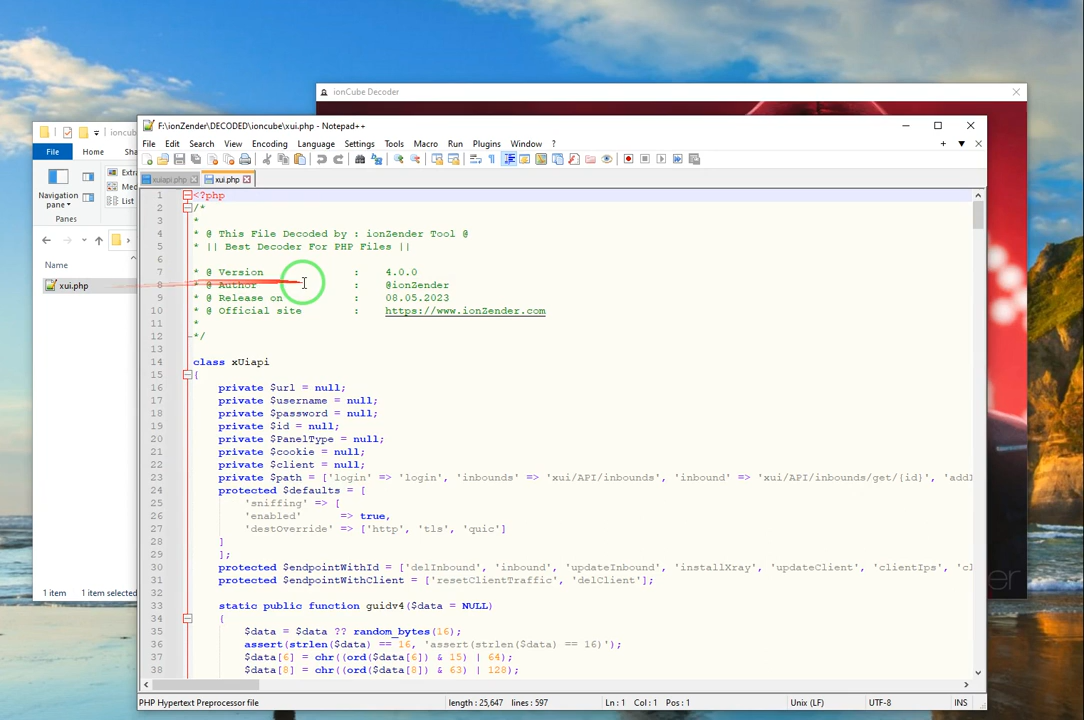 ionCube Decoder
F:\ionZender\DECODED\ioncube\xui.php - Notepad++
ioncub
File Edit Search View Encoding Language Settings Tools Macro Run Plugins Window ?
File Home Sha
xuiapi.php xui.php
Navigation pane
Extra
Med
List
Panes
Name
xui.php
1 item 1 item selected
1 <?php
2 /*
3 *
4 * @ This File Decoded by : ionZender Tool @
5 * || Best Decoder For PHP Files ||
6
7 * @ Version : 4.0.0
8 * @ Author : @ionZender
9 * @ Release on : 08.05.2023
10 * @ Official site : https://www.ionZender.com
11 *
12 */
13
14 class xUiapi
15 {
16 private $url = null;
17 private $username = null;
18 private $password = null;
19 private $id = null;
20 private $PanelType = null;
21 private $cookie = null;
22 private $client = null;
23 private $path = ['login' => 'login', 'inbounds' => 'xui/API/inbounds', 'inbound' => 'xui/API/inbounds/get/{id}', 'addI
24 protected $defaults = [
25 'sniffing' => [
26 'enabled' => true,
27 'destOverride' => ['http', 'tls', 'quic']
28 ]
29 ];
30 protected $endpointWithId = ['delInbound', 'inbound', 'updateInbound', 'installXray', 'updateClient', 'clientIps', 'cl
31 protected $endpointWithClient = ['resetClientTraffic', 'delClient'];
32
33 static public function guidv4($data = NULL)
34 {
35 $data = $data ?? random_bytes(16);
36 assert(strlen($data) == 16, 'assert(strlen($data) == 16)');
37 $data[6] = chr((ord($data[6]) & 15) | 64);
38 $data[8] = chr((ord($data[8]) & 63) | 128);
PHP Hypertext Preprocessor file length : 25,647 lines : 597 Ln : 1 Col : 1 Pos : 1 Unix (LF) UTF-8 INS